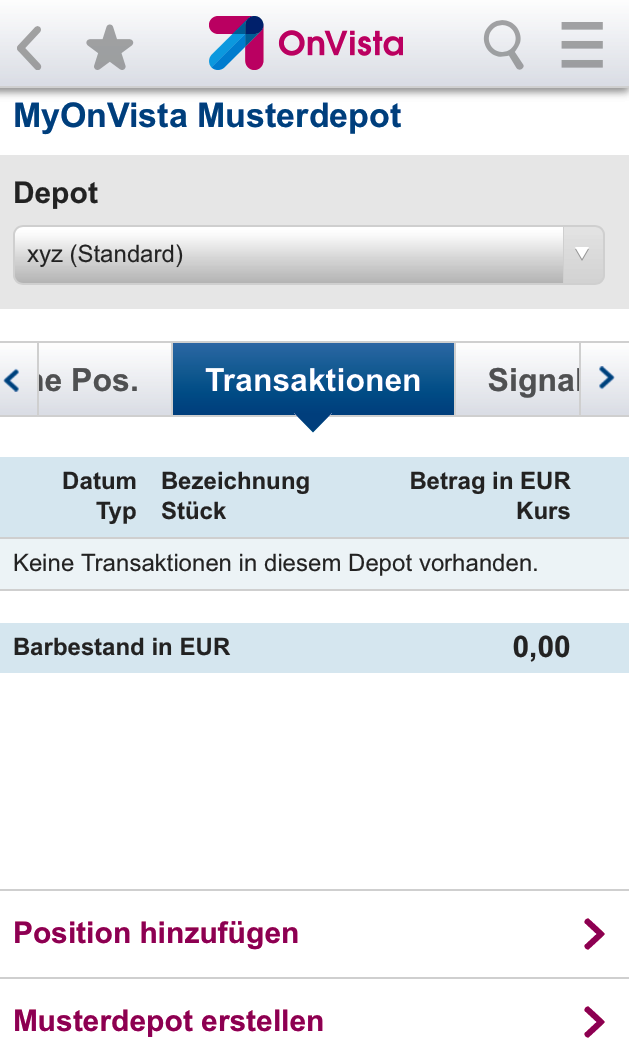 OnVista
MyOnVista Musterdepot
Depot
xyz (Standard)
Transaktionen
Pos.
Signal
Datum Bezeichnung Betrag in EUR
Typ Stück Kurs
Keine Transaktionen in diesem Depot vorhanden.
Barbestand in EUR 0,00
Position hinzufügen
Musterdepot erstellen